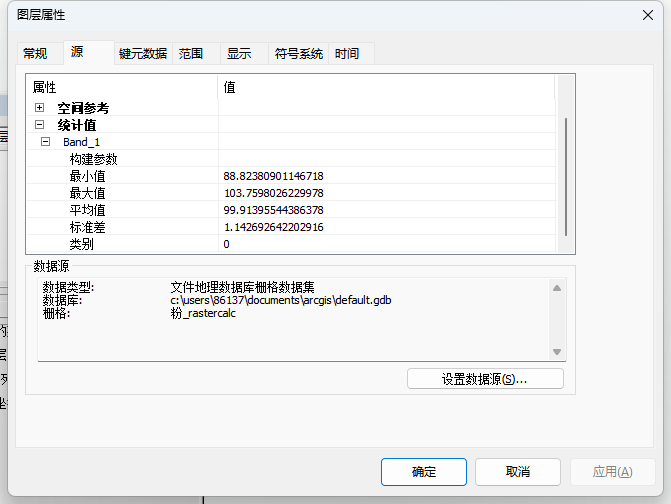 图层属性
常规 源 键元数据 范围 显示 符号系统 时间
属性 值
空间参考
统计值
Band_1
构建参数
最小值 88.82380901146718
最大值 103.7598026229978
平均值 99.91395544386378
标准差 1.142692642202916
类别 0
数据源
数据类型: 文件地理数据库栅格数据集
数据库: c:\users\86137\documents\arcgis\default.gdb
栅格: 粉_rastercalc
设置数据源(S)...
确定 取消 应用(A)